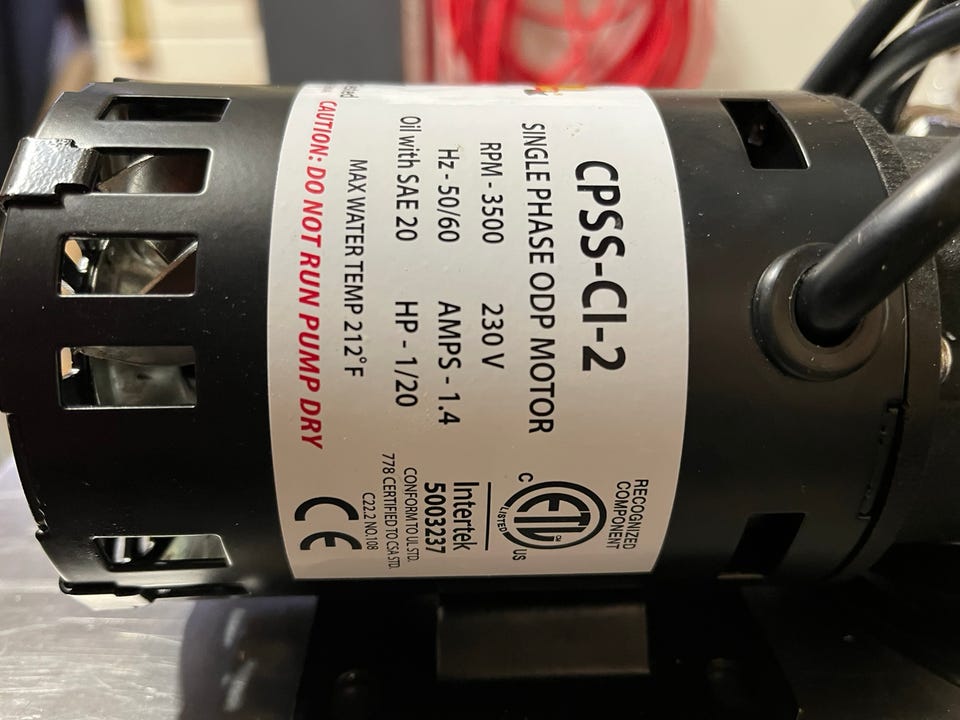 CPSS-CI-2
SINGLE PHASE ODP MOTOR
RPM - 3500 230 V
Hz - 50/60 AMPS - 1.4
Oil with SAE 20 HP - 1/20
MAX WATER TEMP 212° F
CAUTION: DO NOT RUN PUMP DRY
RECOGNIZED
COMPONENT
C ETL US
LISTED
Intertek
5003237
CONFORM TO UL STD.
778 CERTIFIED TO CSA STD.
C22.2 NO.108
CE